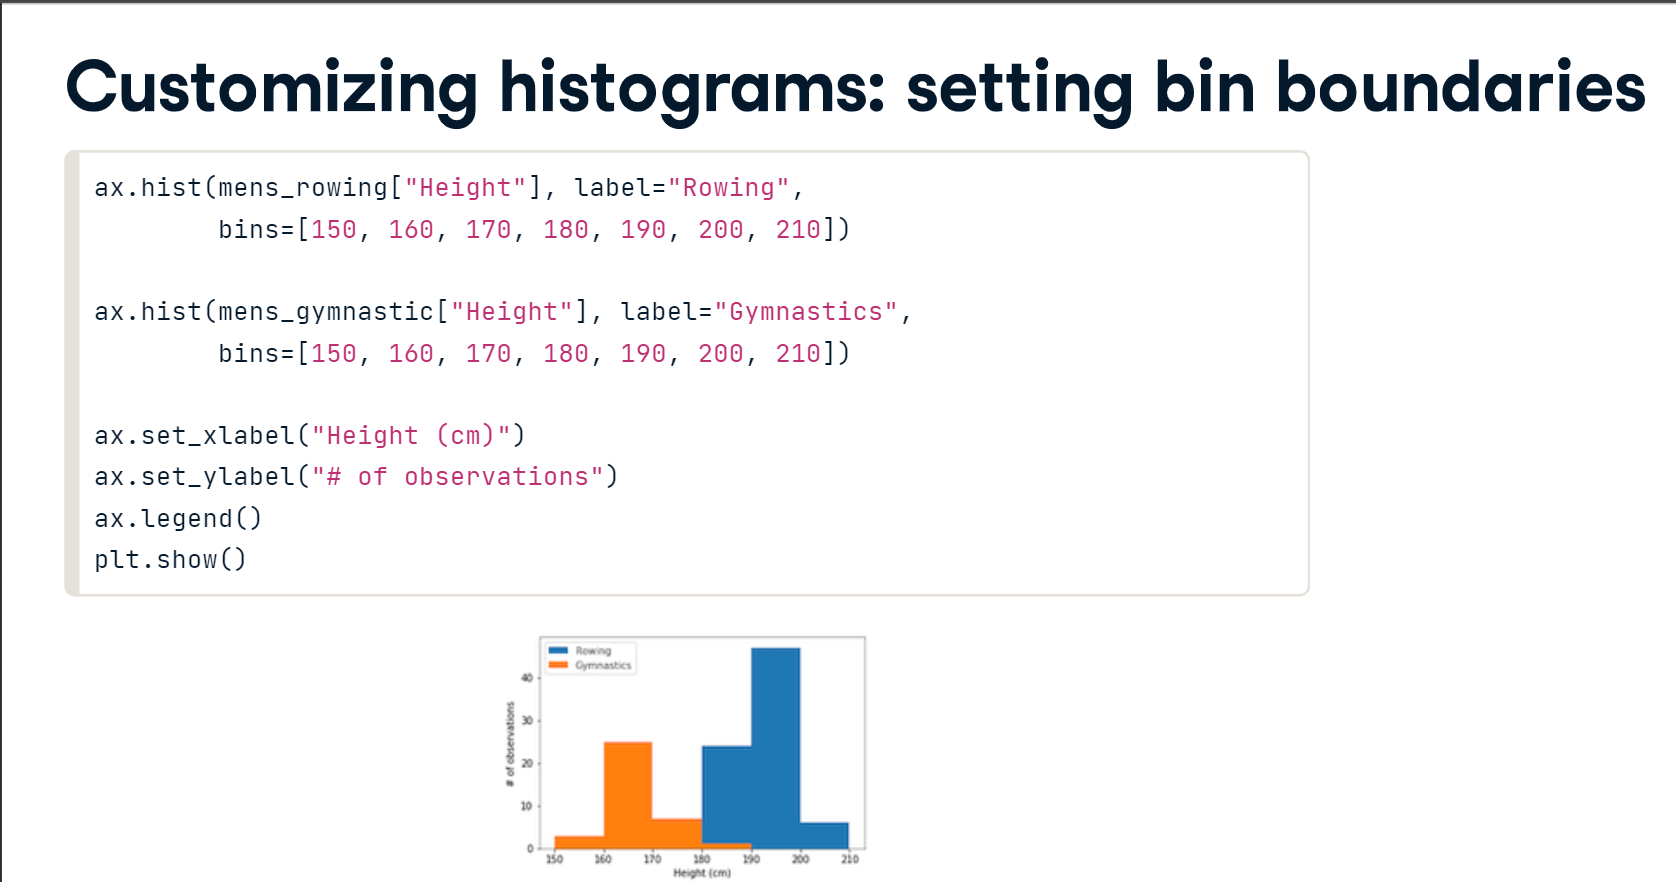 Customizing histograms: setting bin boundaries
ax.hist(mens_rowing["Height"], label="Rowing",
        bins=[150, 160, 170, 180, 190, 200, 210])

ax.hist(mens_gymnastic["Height"], label="Gymnastics",
        bins=[150, 160, 170, 180, 190, 200, 210])

ax.set_xlabel("Height (cm)")
ax.set_ylabel("# of observations")
ax.legend()
plt.show()
Rowing
Gymnastics
# of observations
40
30
20
10
0
150 160 170 180 190 200 210
Height (cm)